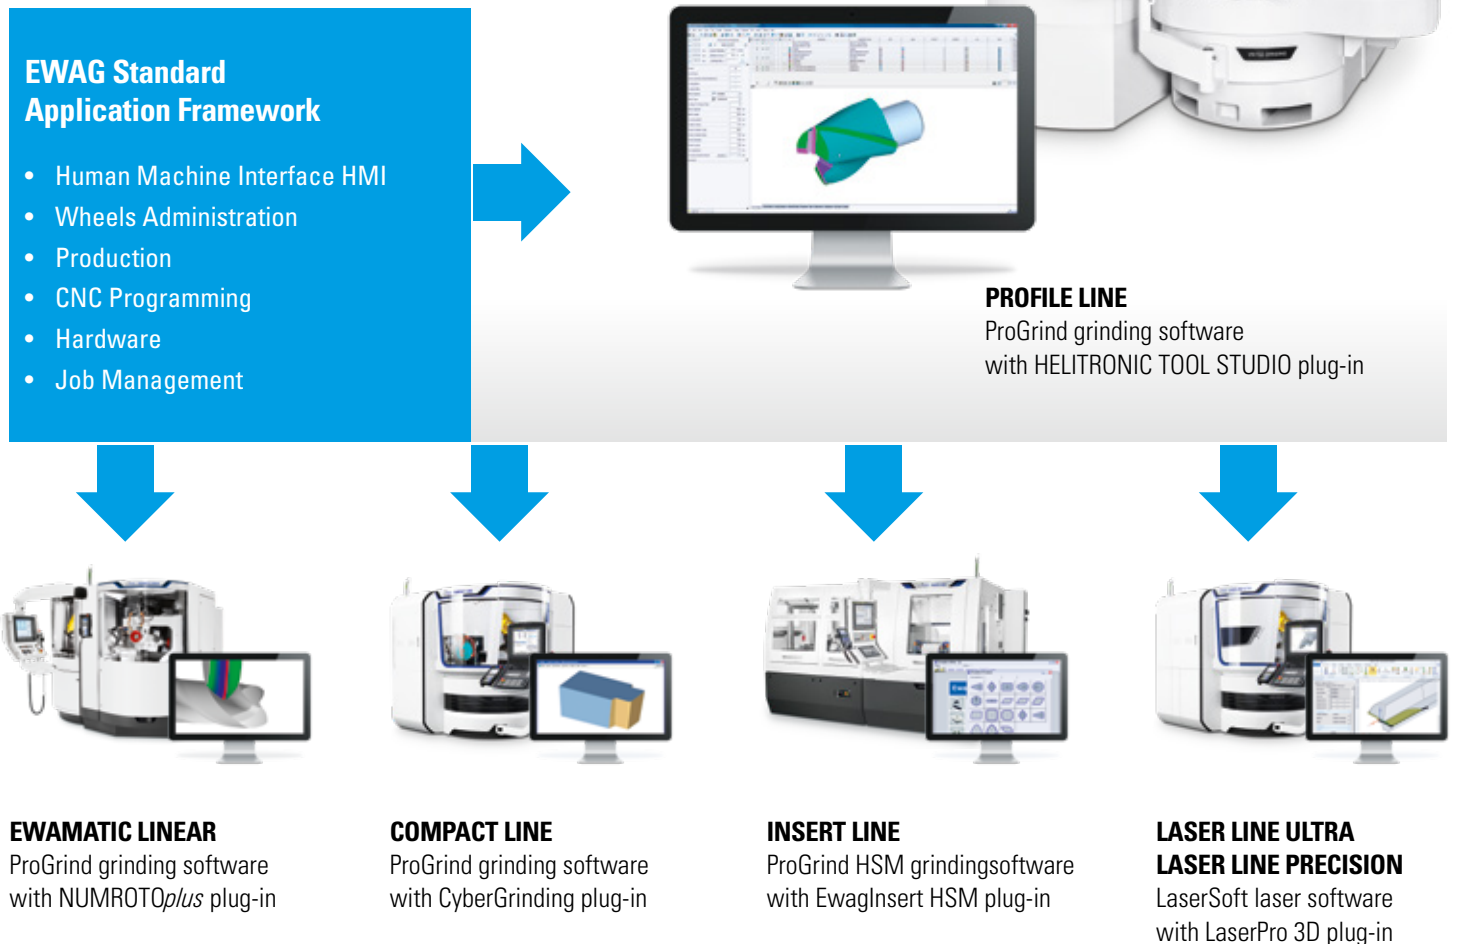 EWAG Standard
Application Framework
• Human Machine Interface HMI
• Wheels Administration
• Production
• CNC Programming
• Hardware
• Job Management
PROFILE LINE
ProGrind grinding software
with HELITRONIC TOOL STUDIO plug-in
EWAMATIC LINEAR
ProGrind grinding software
with NUMROTOplus plug-in
COMPACT LINE
ProGrind grinding software
with CyberGrinding plug-in
INSERT LINE
ProGrind HSM grindingsoftware
with EwagInsert HSM plug-in
LASER LINE ULTRA
LASER LINE PRECISION
LaserSoft laser software
with LaserPro 3D plug-in